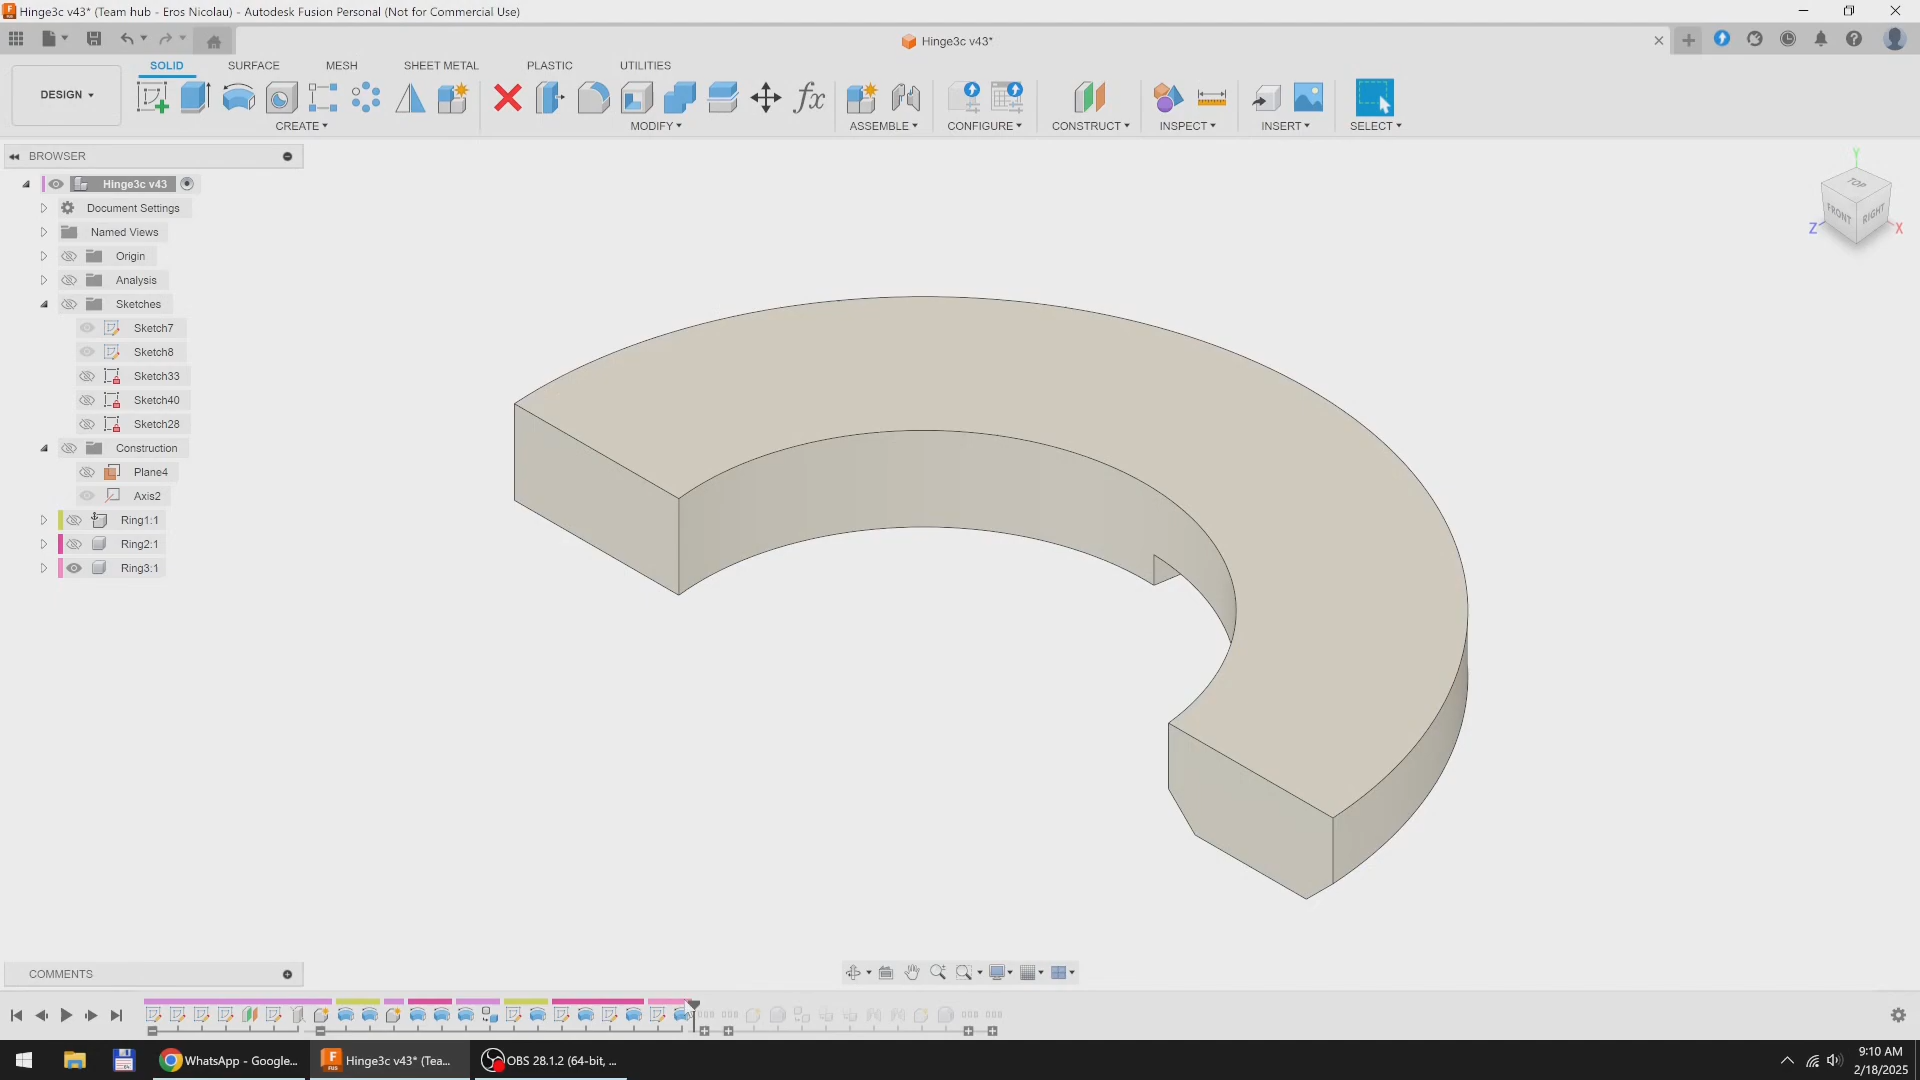 Hinge3c v43* (Team hub - Eros Nicolau) - Autodesk Fusion Personal (Not for Commercial Use)
Hinge3c v43*
SOLID SURFACE MESH SHEET METAL PLASTIC UTILITIES
DESIGN
CREATE MODIFY ASSEMBLE CONFIGURE CONSTRUCT INSPECT INSERT SELECT
BROWSER
Hinge3c v43
Document Settings
Named Views
Origin
Analysis
Sketches
Sketch7
Sketch8
Sketch33
Sketch40
Sketch28
Construction
Plane4
Axis2
Ring1:1
Ring2:1
Ring3:1
Y
TOP
FRONT RIGHT
Z X
COMMENTS
WhatsApp - Google...
Hinge3c v43* (Tea...
OBS 28.1.2 (64-bit, ...
9:10 AM
2/18/2025